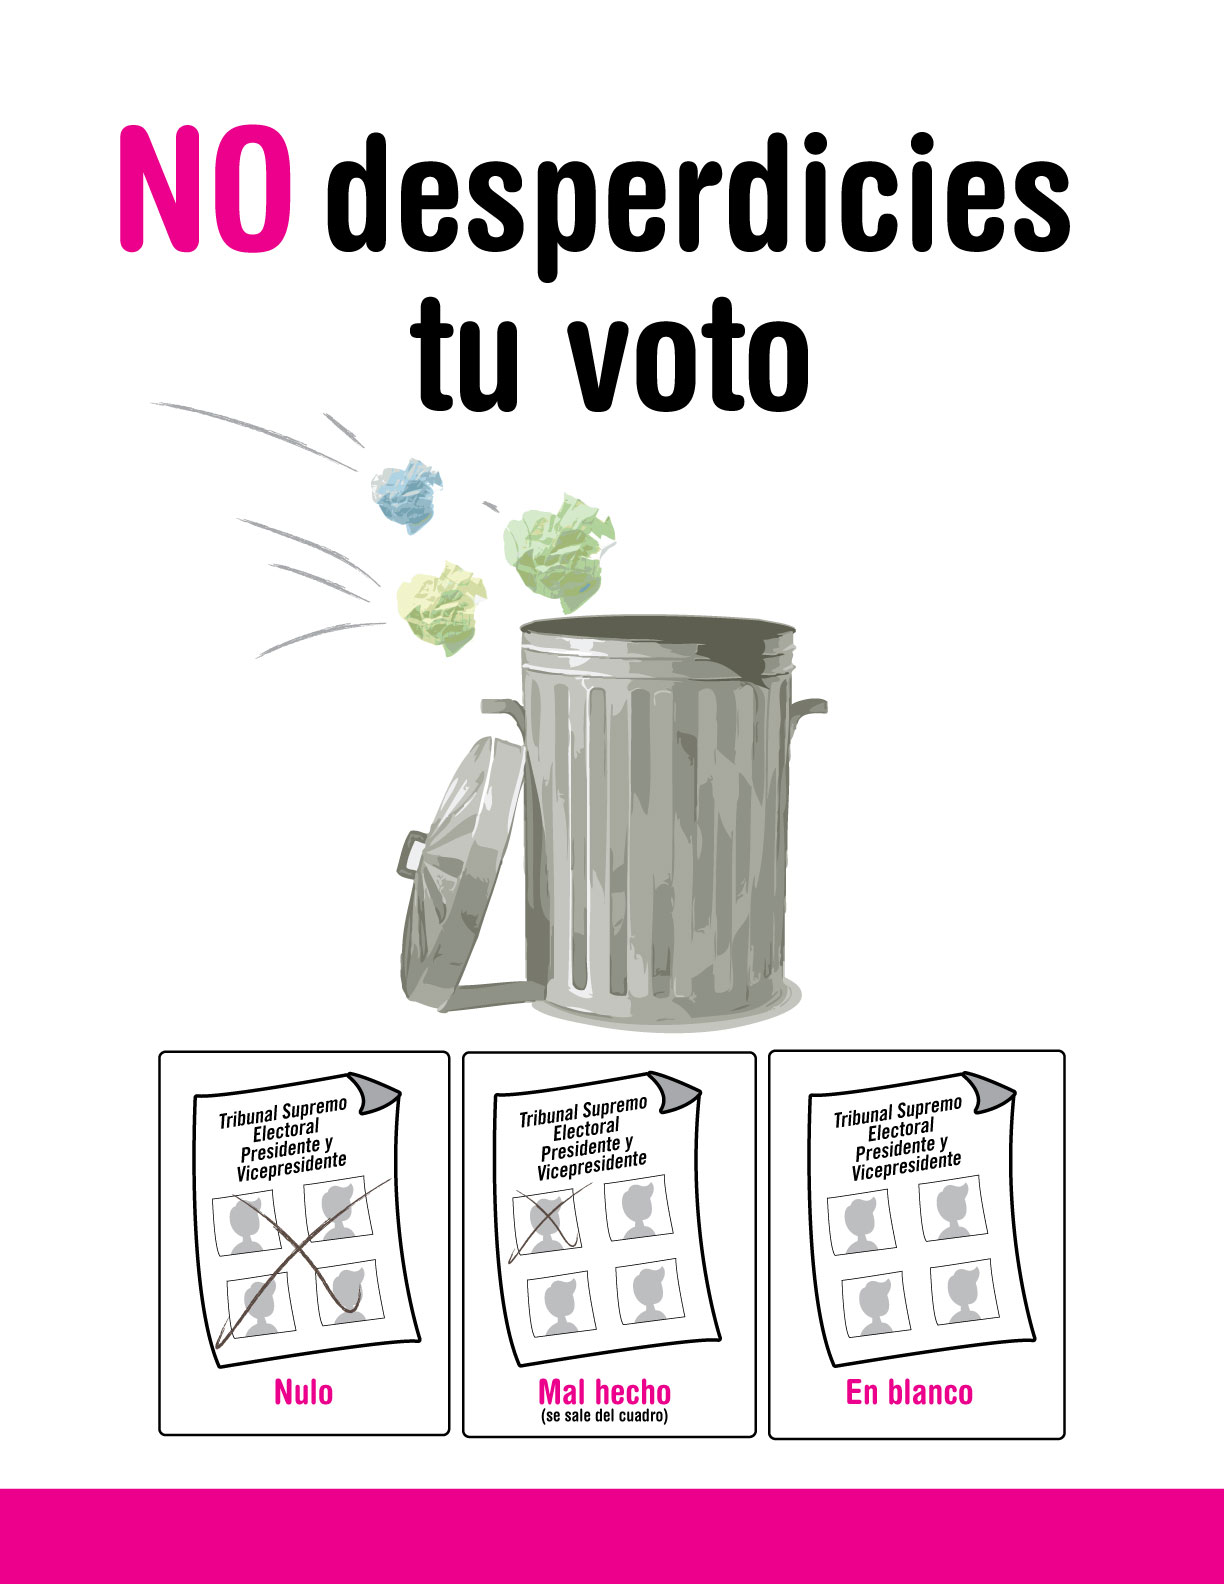 NO desperdicies
tu voto
Tribunal Supremo
Electoral
Presidente y
Vicepresidente
Nulo
Tribunal Supremo
Electoral
Presidente y
Vicepresidente
Mal hecho
(se sale del cuadro)
Tribunal Supremo
Electoral
Presidente y
Vicepresidente
En blanco